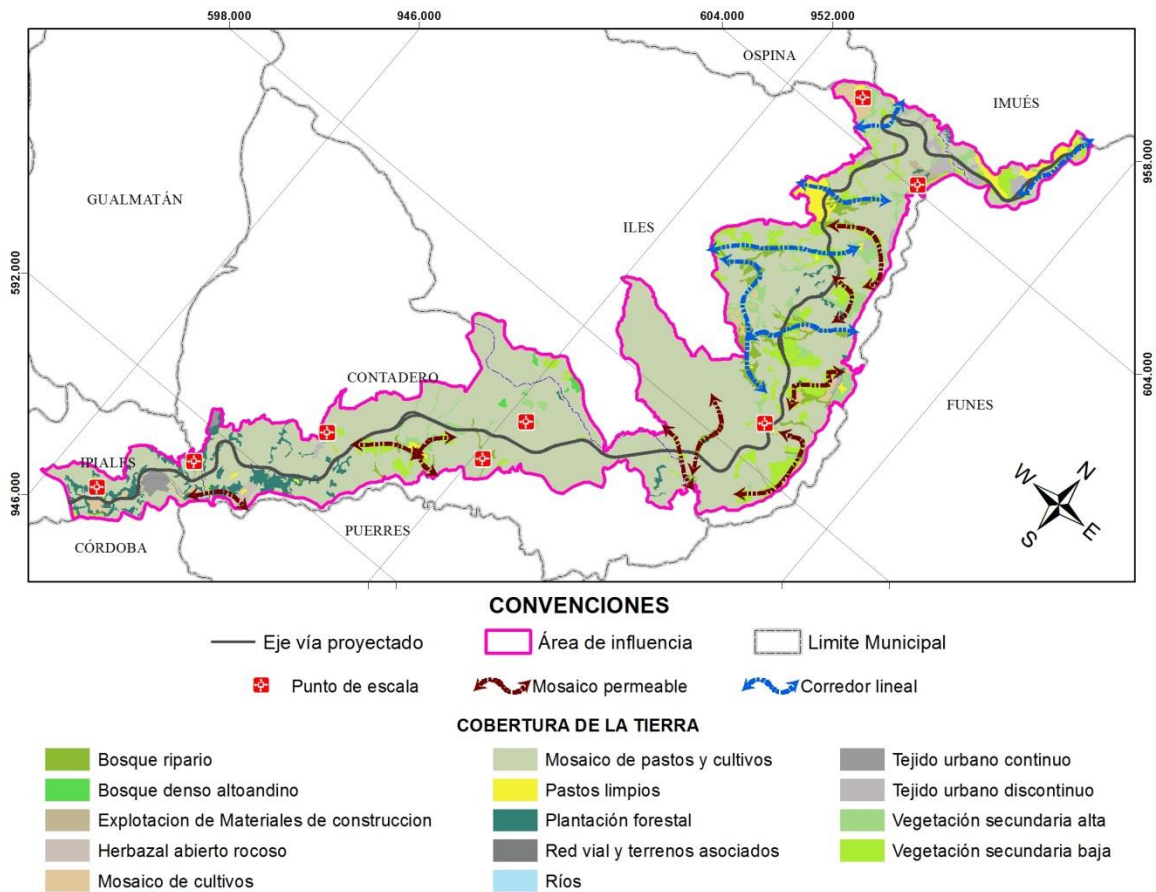 598.000
946.000
604.000
952.000
OSPINA
IMUÉS
958.000
GUALMATÁN
ILES
592.000
604.000
CONTADERO
FUNES
IPIALES
946.000
PUERRES
CÓRDOBA
N
W
E
S
CONVENCIONES
Eje vía proyectado
Área de influencia
Limite Municipal
Punto de escala
Mosaico permeable
Corredor lineal
COBERTURA DE LA TIERRA
Bosque ripario
Bosque denso altoandino
Explotacion de Materiales de construccion
Herbazal abierto rocoso
Mosaico de cultivos
Mosaico de pastos y cultivos
Pastos limpios
Plantación forestal
Red vial y terrenos asociados
Ríos
Tejido urbano continuo
Tejido urbano discontinuo
Vegetación secundaria alta
Vegetación secundaria baja